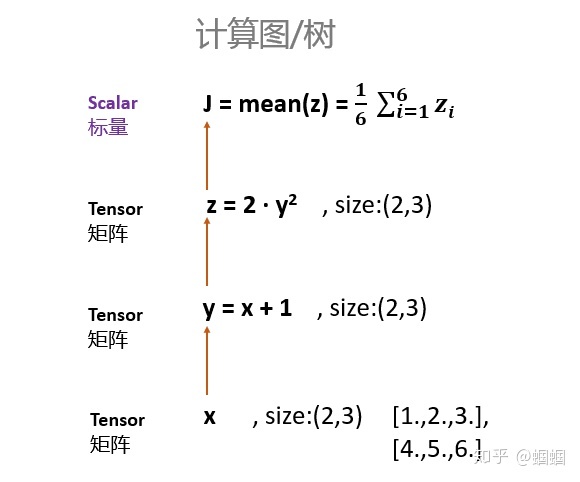 计算图/树
Scalar
标量
J = mean(z) = 1/6 ∑_{i=1}^{6} z_i
Tensor
矩阵
z = 2 · y² , size:(2,3)
Tensor
矩阵
y = x + 1 , size:(2,3)
Tensor
矩阵
x , size:(2,3) [1.,2.,3.],
[4.,5.,6.]
知乎 @蝈蝈